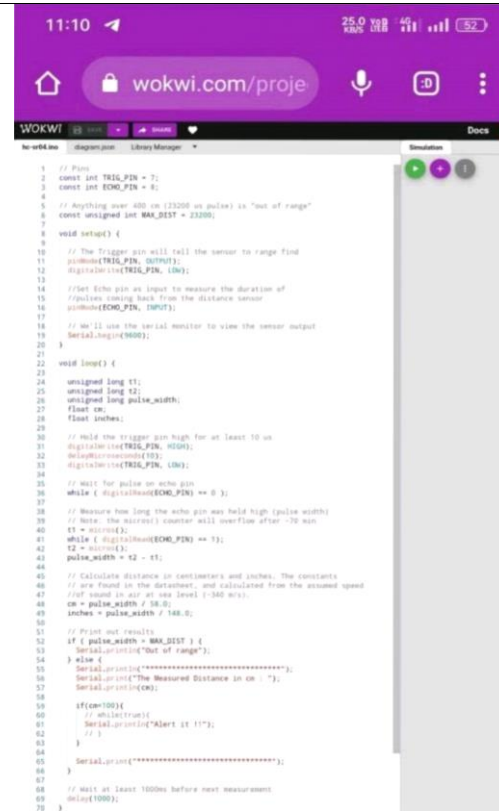 11:10
25.0 KB/S Vo9 LTE 4G 52
wokwi.com/proje
:D
WOKWI SAVE SHARE Docs
hc-sr04.ino diagram.json Library Manager Simulation
1 // Pins
2 const int TRIG_PIN = 7;
3 const int ECHO_PIN = 8;
4
5 // Anything over 400 cm (23200 us pulse) is "out of range"
6 const unsigned int MAX_DIST = 23200;
7
8 void setup() {
9
10 // The Trigger pin will tell the sensor to range find
11 pinMode(TRIG_PIN, OUTPUT);
12 digitalWrite(TRIG_PIN, LOW);
13
14 //Set Echo pin as input to measure the duration of
15 //pulses coming back from the distance sensor
16 pinMode(ECHO_PIN, INPUT);
17
18 // We'll use the serial monitor to view the sensor output
19 Serial.begin(9600);
20 }
21
22 void loop() {
23
24 unsigned long t1;
25 unsigned long t2;
26 unsigned long pulse_width;
27 float cm;
28 float inches;
29
30 // Hold the trigger pin high for at least 10 us
31 digitalWrite(TRIG_PIN, HIGH);
32 delayMicroseconds(10);
33 digitalWrite(TRIG_PIN, LOW);
34
35 // Wait for pulse on echo pin
36 while ( digitalRead(ECHO_PIN) == 0 );
37
38 // Measure how long the echo pin was held high (pulse width)
39 // Note: the micros() counter will overflow after ~70 min
40 t1 = micros();
41 while ( digitalRead(ECHO_PIN) == 1);
42 t2 = micros();
43 pulse_width = t2 - t1;
44
45 // Calculate distance in centimeters and inches. The constants
46 // are found in the datasheet, and calculated from the assumed speed
47 //of sound in air at sea level (~340 m/s).
48 cm = pulse_width / 58.0;
49 inches = pulse_width / 148.0;
50
51 // Print out results
52 if ( pulse_width > MAX_DIST ) {
53 Serial.println("Out of range");
54 } else {
55 Serial.println("********************************");
56 Serial.print("The Measured Distance in cm : ");
57 Serial.println(cm);
58
59 if(cm<100){
60 // while(true){
61 Serial.println("Alert it !!");
62 // }
63 }
64
65 Serial.print("********************************");
66 }
67
68 // Wait at least 1000ms before next measurement
69 delay(1000);
70 }